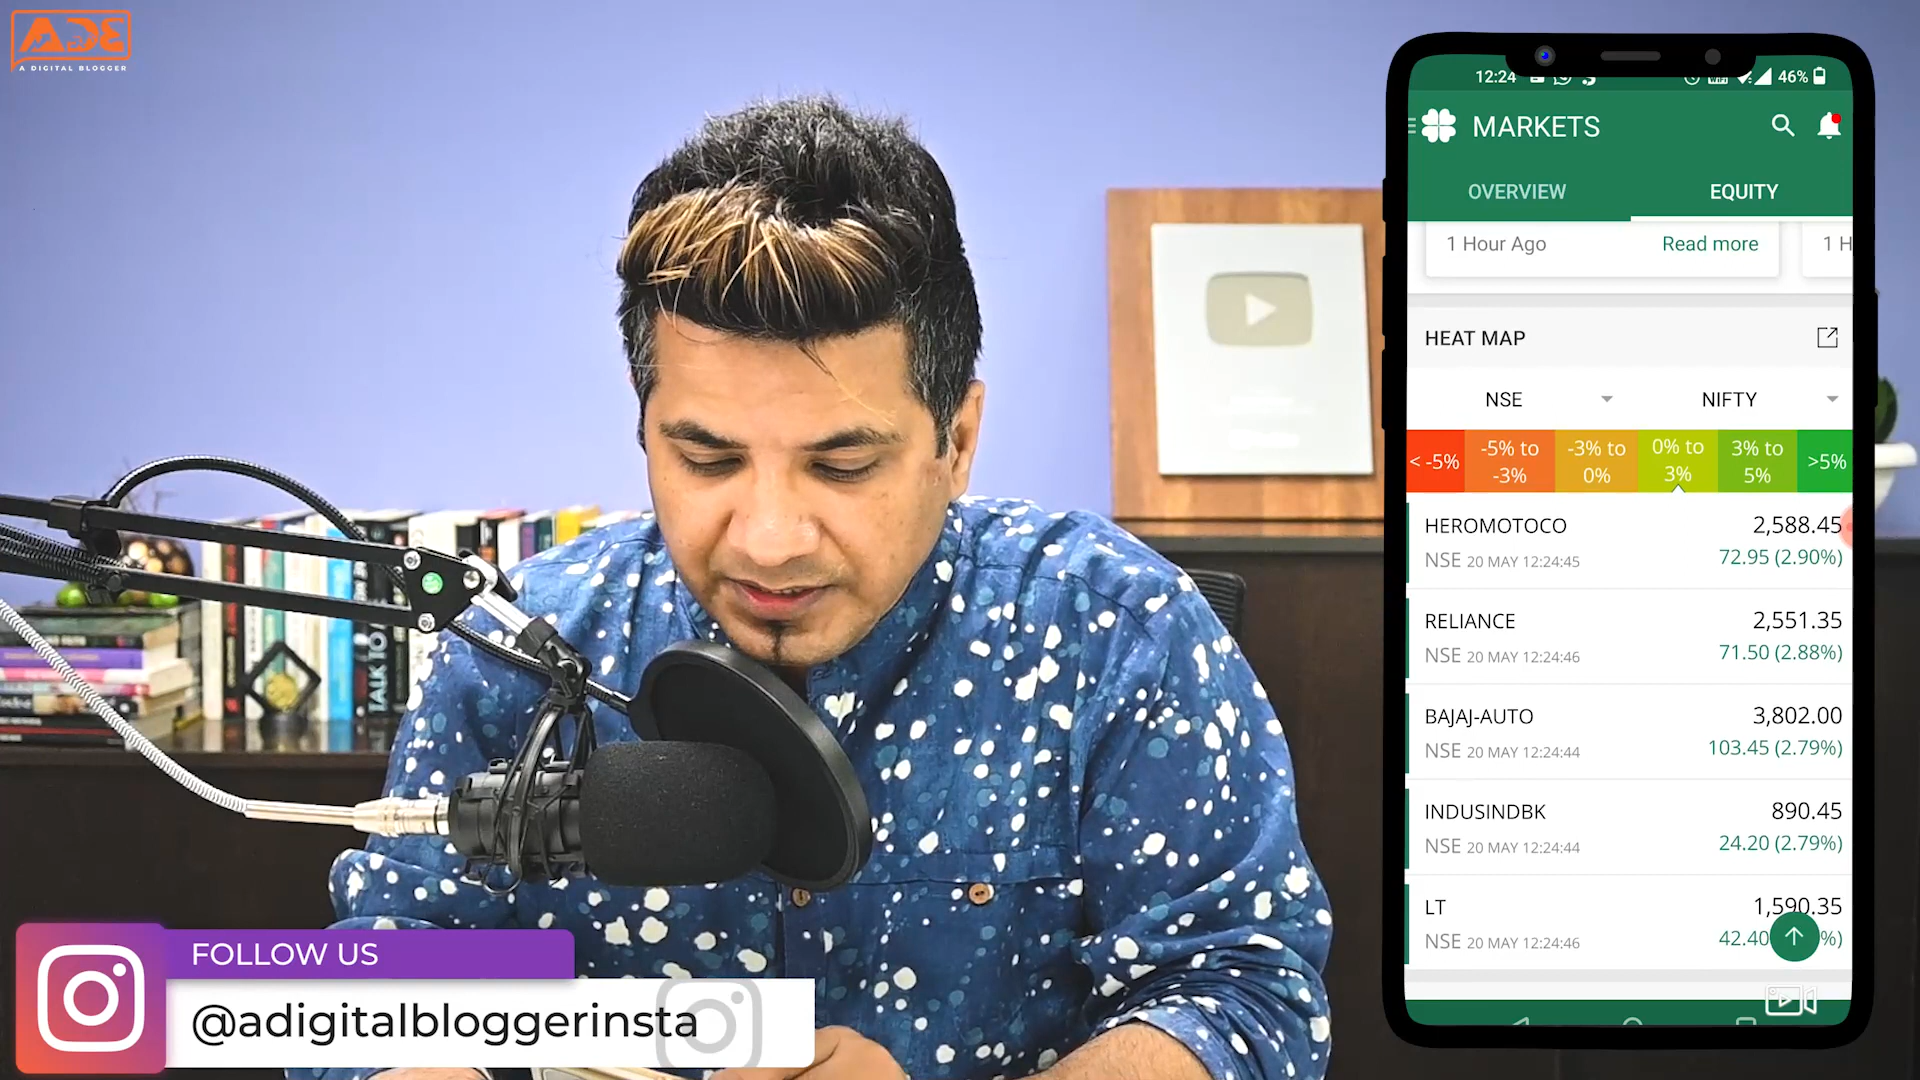 ADE
A DIGITAL BLOGGER
TALK TO
FOLLOW US
@adigitalbloggerinsta
12:24
46%
MARKETS
OVERVIEW
EQUITY
1 Hour Ago
Read more
1 H
HEAT MAP
NSE
NIFTY
< -5%
-5% to -3%
-3% to 0%
0% to 3%
3% to 5%
>5%
HEROMOTOCO 2,588.45
NSE 20 MAY 12:24:45 72.95 (2.90%)
RELIANCE 2,551.35
NSE 20 MAY 12:24:46 71.50 (2.88%)
BAJAJ-AUTO 3,802.00
NSE 20 MAY 12:24:44 103.45 (2.79%)
INDUSINDBK 890.45
NSE 20 MAY 12:24:44 24.20 (2.79%)
LT 1,590.35
NSE 20 MAY 12:24:46 42.40 %)